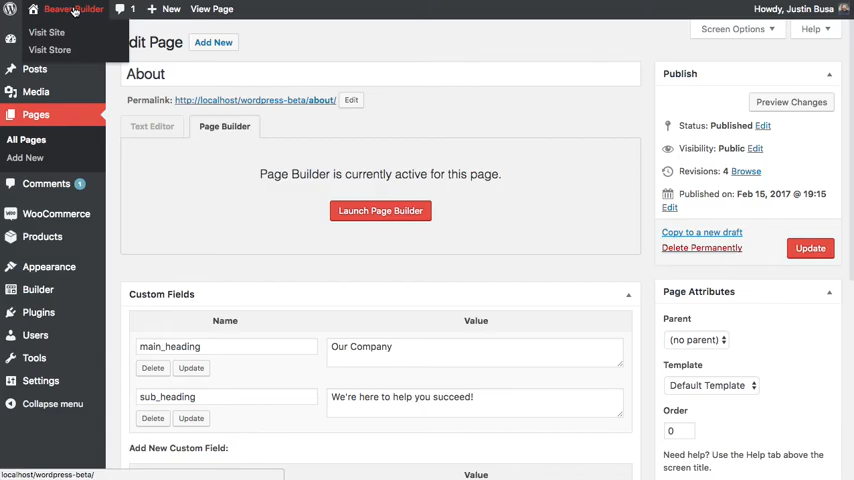 Beaver Builder 1 New View Page Howdy, Justin Busa
Visit Site
Visit Store
dit Page Add New Screen Options Help
Posts
Media
Pages
All Pages
Add New
Comments 1
WooCommerce
Products
Appearance
Builder
Plugins
Users
Tools
Settings
Collapse menu
About
Permalink: http://localhost/wordpress-beta/about/ Edit
Text Editor Page Builder
Page Builder is currently active for this page.
Launch Page Builder
Custom Fields
Name Value
main_heading Our Company
Delete Update
sub_heading We're here to help you succeed!
Delete Update
Add New Custom Field:
Value
Publish
Preview Changes
Status: Published Edit
Visibility: Public Edit
Revisions: 4 Browse
Published on: Feb 15, 2017 @ 19:15
Edit
Copy to a new draft
Delete Permanently Update
Page Attributes
Parent
(no parent)
Template
Default Template
Order
0
Need help? Use the Help tab above the
screen title.
localhost/wordpress-beta/